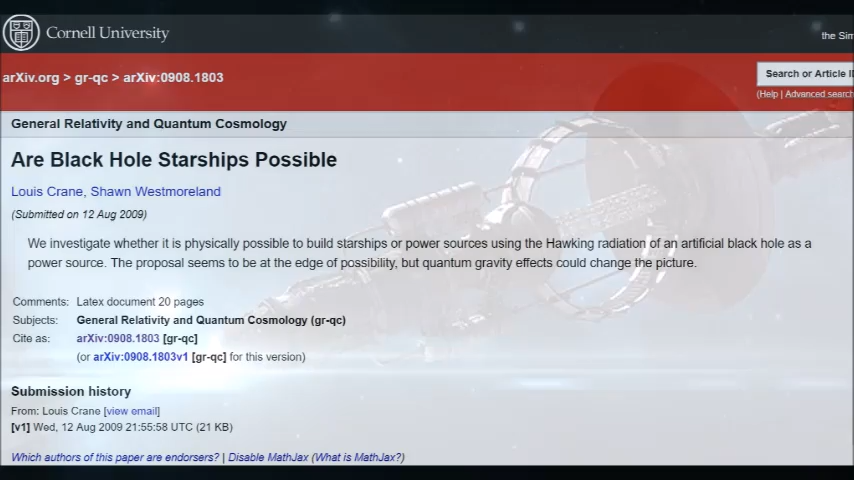 Cornell University
the Sim
arXiv.org > gr-qc > arXiv:0908.1803
Search or Article I
(Help | Advanced search
General Relativity and Quantum Cosmology
Are Black Hole Starships Possible
Louis Crane, Shawn Westmoreland
(Submitted on 12 Aug 2009)
We investigate whether it is physically possible to build starships or power sources using the Hawking radiation of an artificial black hole as a
power source. The proposal seems to be at the edge of possibility, but quantum gravity effects could change the picture.
Comments: Latex document 20 pages
Subjects: General Relativity and Quantum Cosmology (gr-qc)
Cite as: arXiv:0908.1803 [gr-qc]
(or arXiv:0908.1803v1 [gr-qc] for this version)
Submission history
From: Louis Crane [view email]
[v1] Wed, 12 Aug 2009 21:55:58 UTC (21 KB)
Which authors of this paper are endorsers? | Disable MathJax (What is MathJax?)